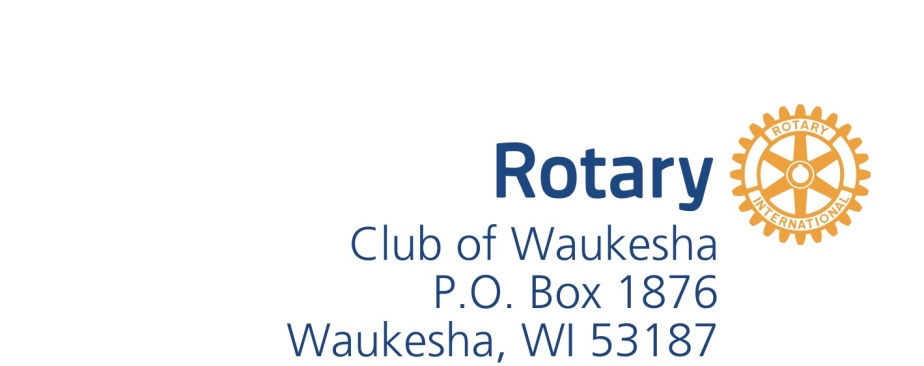 Rotary
ROTARY
INTERNATIONAL
Club of Waukesha
P.O. Box 1876
Waukesha, WI 53187